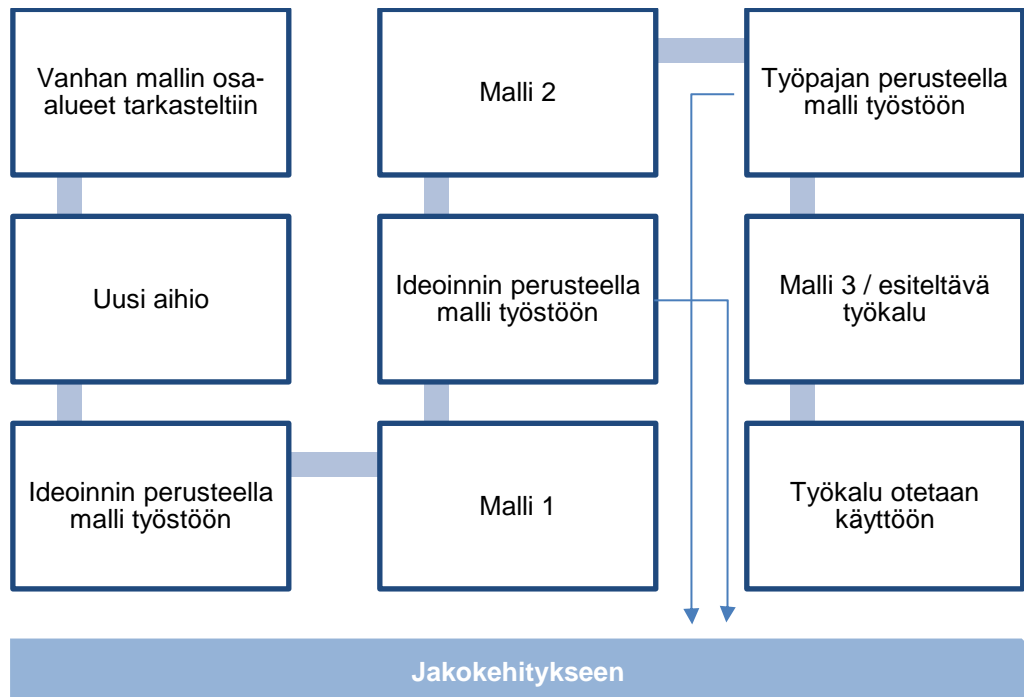 Vanhan mallin osa-
alueet tarkasteltiin
Uusi aihio
Ideoinnin perusteella
malli työstöön
Malli 1
Ideoinnin perusteella
malli työstöön
Malli 2
Työpajan perusteella
malli työstöön
Malli 3 / esiteltävä
työkalu
Työkalu otetaan
käyttöön
Jakokehitykseen